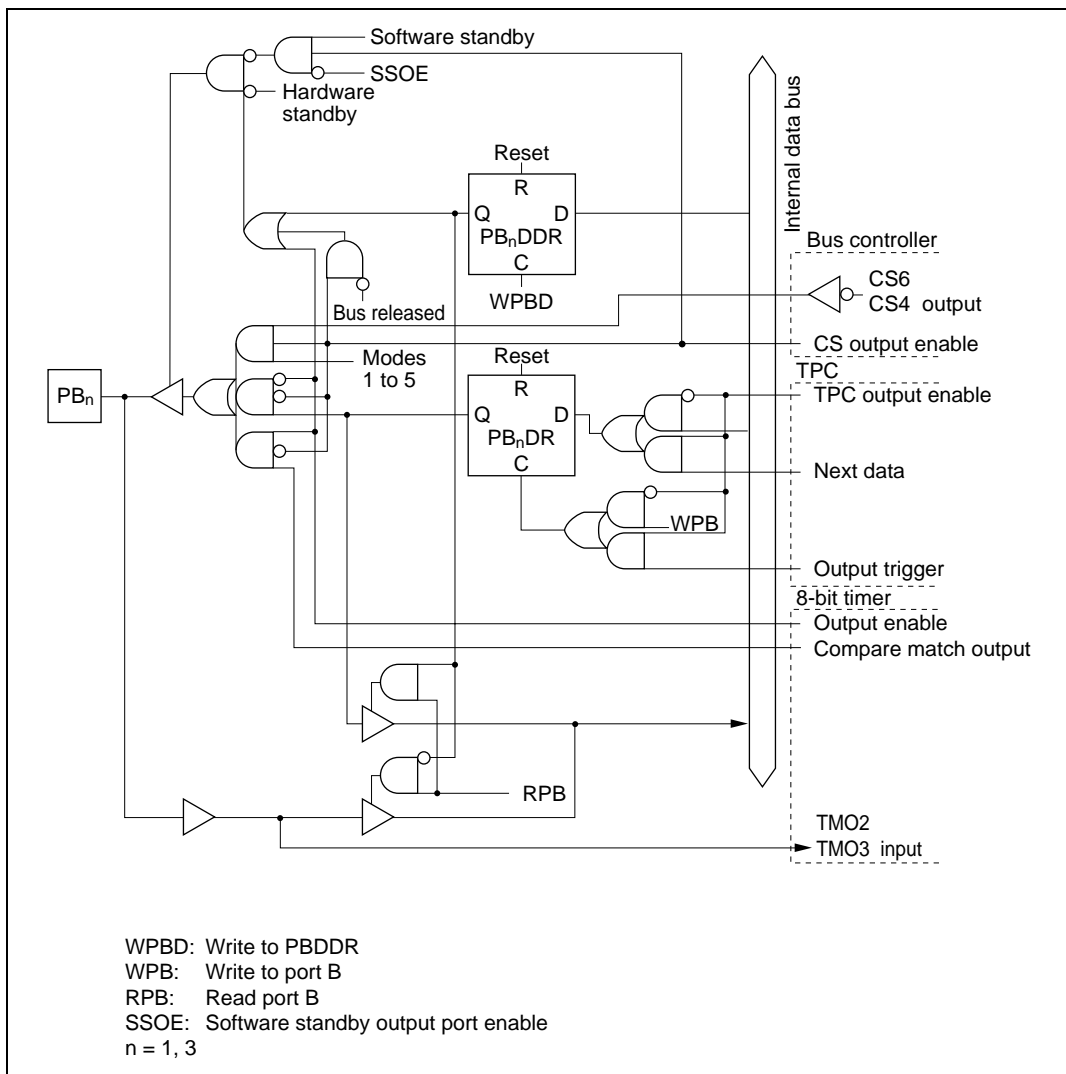 Software standby
SSOE
Hardware
standby
Internal data bus
Reset
R
Q D
PBnDDR
C
WPBD
Bus released
Bus controller
CS6
CS4 output
CS output enable
Modes
1 to 5
PBn
Reset
R
Q D
PBnDR
C
TPC
TPC output enable
Next data
WPB
Output trigger
8-bit timer
Output enable
Compare match output
RPB
TMO2
TMO3 input
WPBD: Write to PBDDR
WPB: Write to port B
RPB: Read port B
SSOE: Software standby output port enable
n = 1, 3